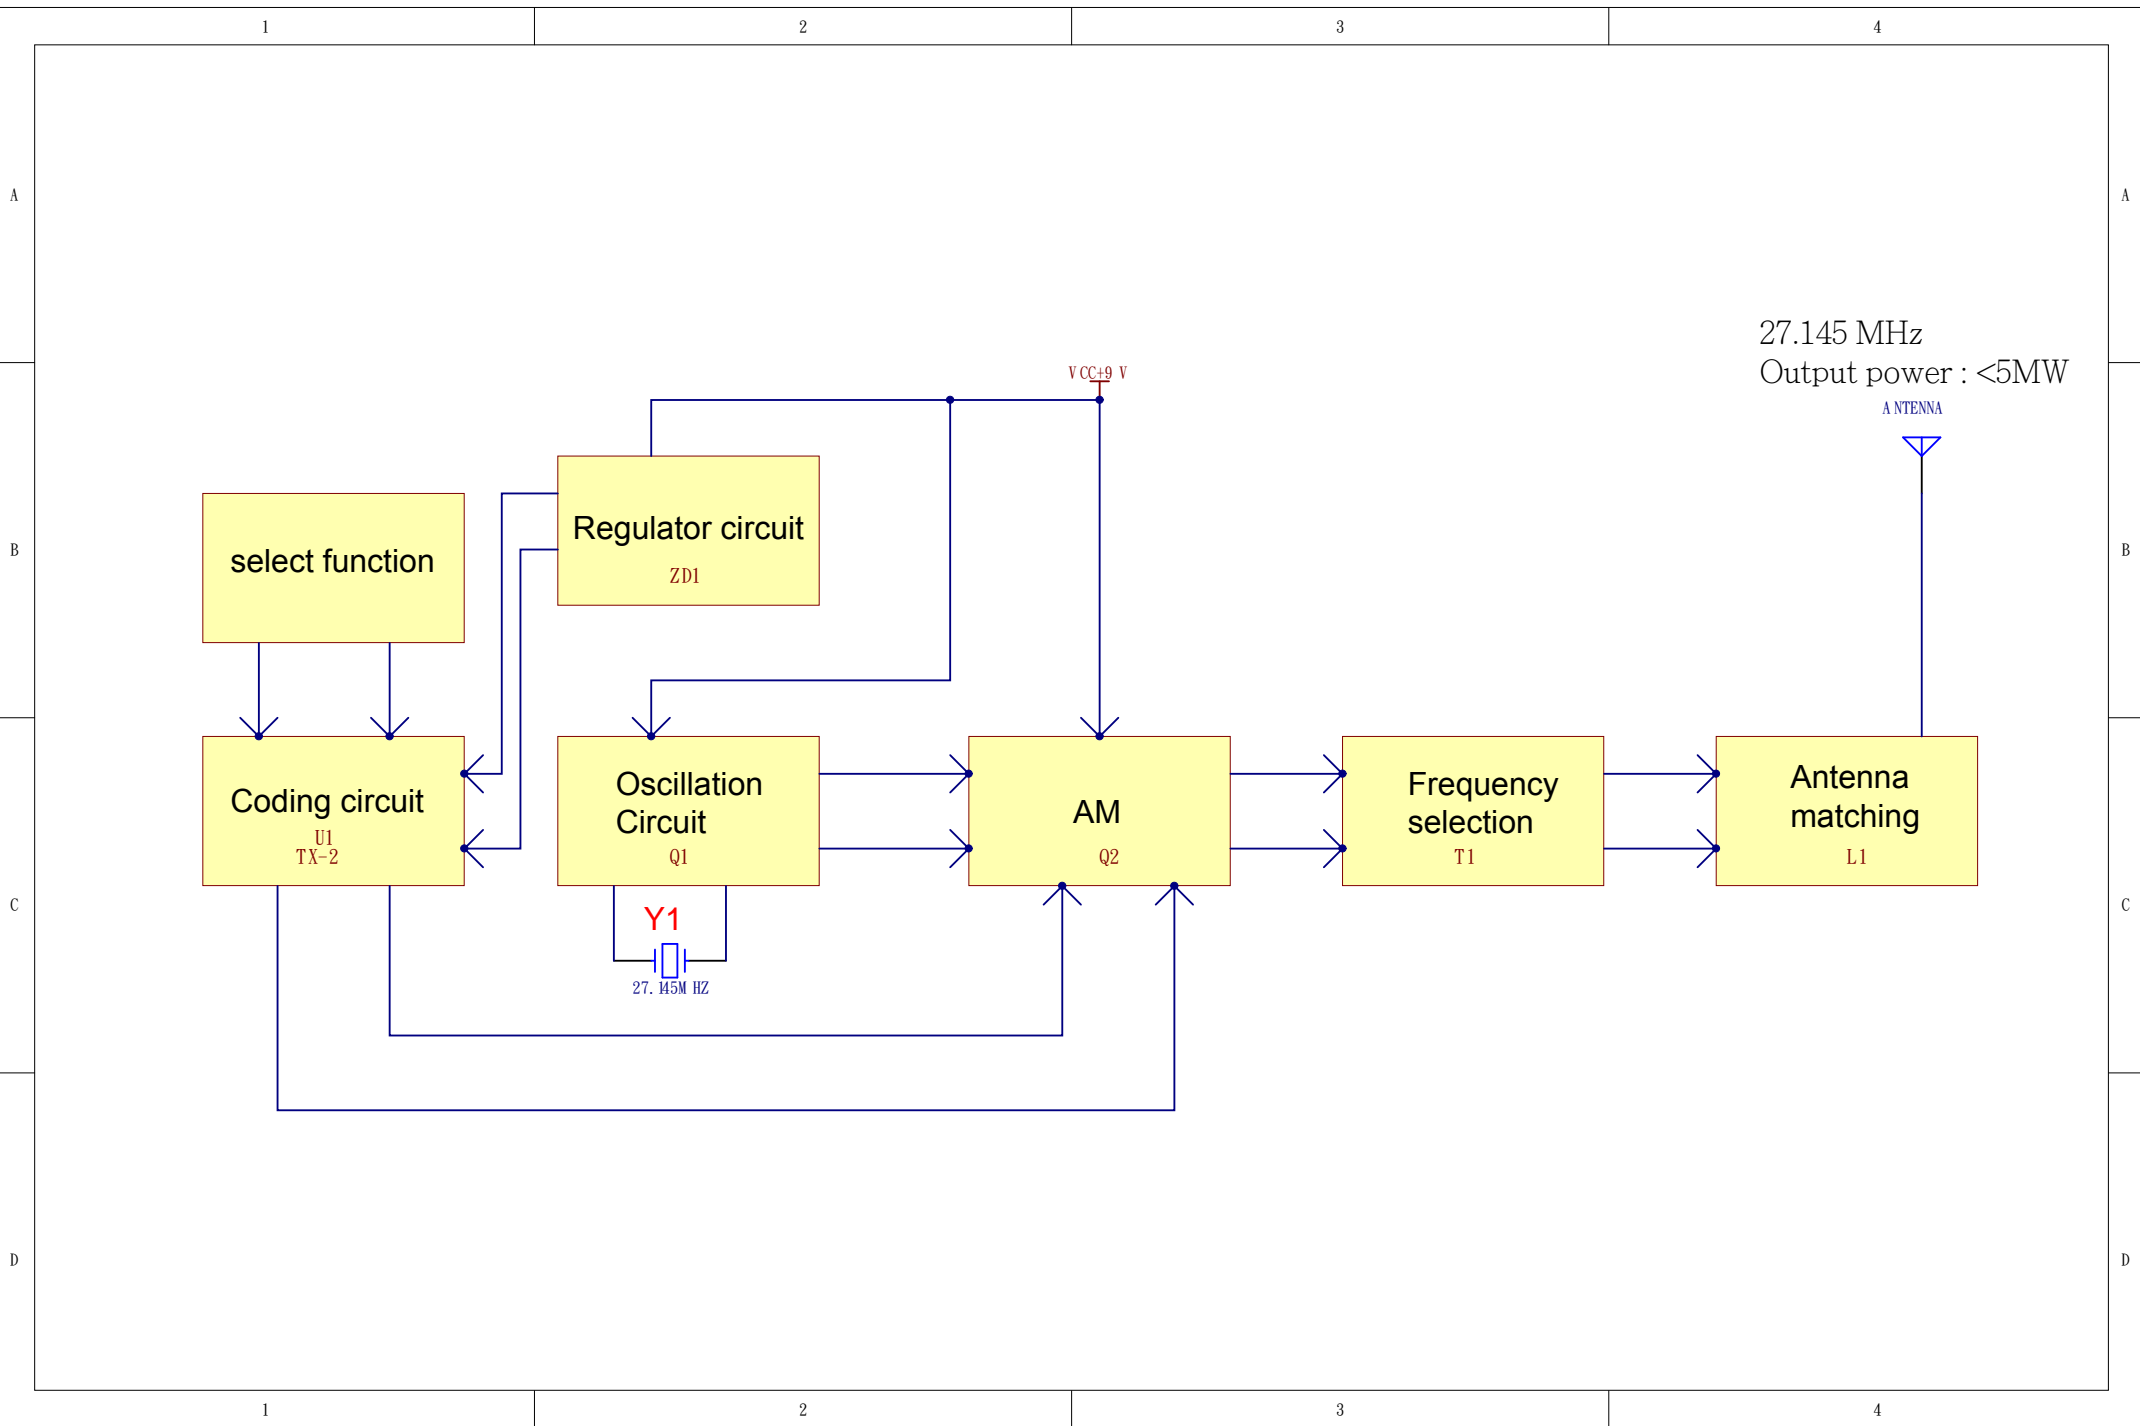 1 2 3 4
A A
27.145 MHz
Output power : <5MW
VCC+9 V
ANTENNA
Regulator circuit
ZD1
select function
B B
Coding circuit
U1
TX-2
Oscillation
Circuit
Q1
AM
Q2
Frequency
selection
T1
Antenna
matching
L1
C C
Y1
27.145MHZ
D D
1 2 3 4